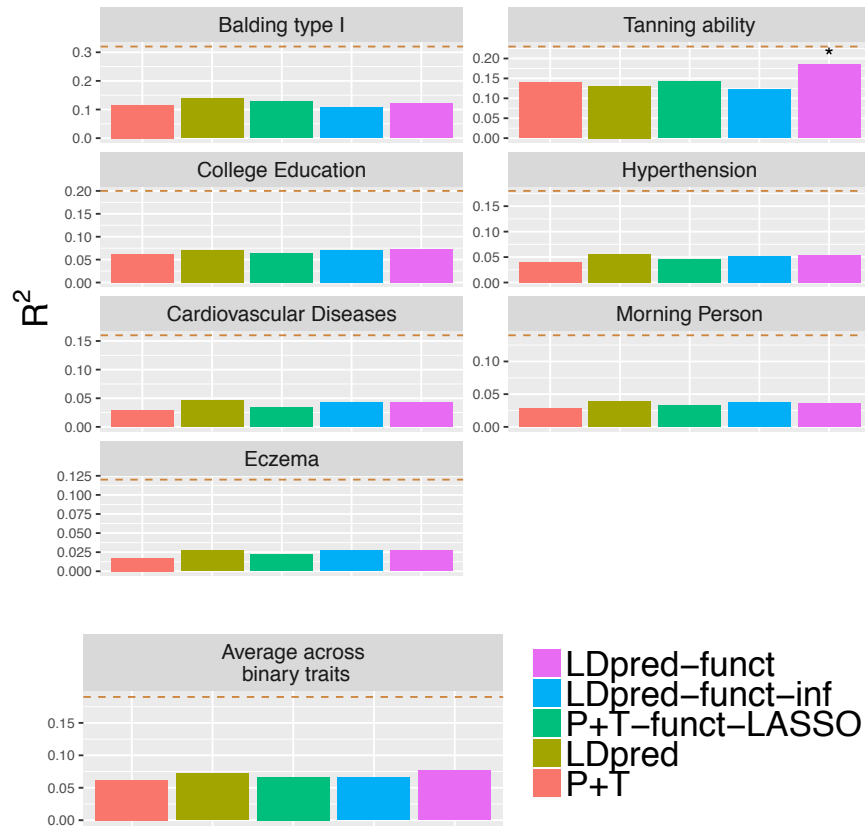 Balding type I
Tanning ability
0.3
0.2
0.1
0.0
0.20
0.15
0.10
0.05
0.00
*
College Education
Hyperthension
0.20
0.15
0.10
0.05
0.00
0.15
0.10
0.05
0.00
R2
Cardiovascular Diseases
Morning Person
0.15
0.10
0.05
0.00
0.10
0.05
0.00
Eczema
0.125
0.100
0.075
0.050
0.025
0.000
Average across
binary traits
0.15
0.10
0.05
0.00
LDpred−funct
LDpred−funct−inf
P+T−funct−LASSO
LDpred
P+T